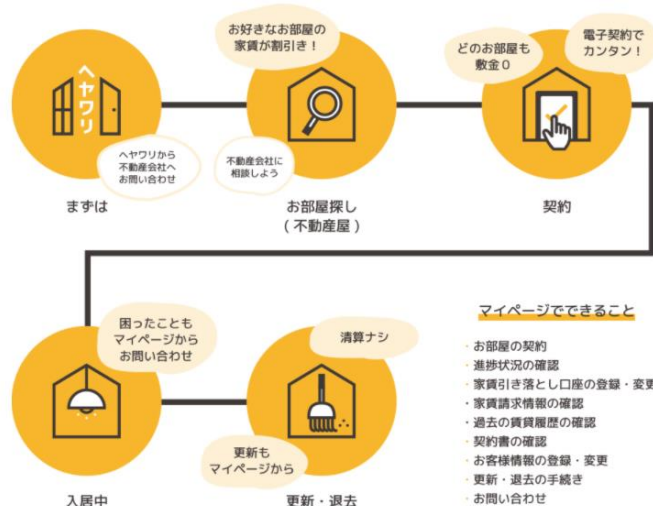 ヘヤワリ
ヘヤワリから
不動産会社へ
お問い合わせ
まずは
お好きなお部屋の
家賃が割引き！
不動産会社に
相談しよう
お部屋探し
（不動産屋）
どのお部屋も
敷金０
電子契約で
カンタン！
契約
困ったことも
マイページから
お問い合わせ
入居中
清算ナシ
更新も
マイページから
更新・退去
マイページでできること
・お部屋の契約
・進捗状況の確認
・家賃引き落とし口座の登録・変更
・家賃請求情報の確認
・過去の賃貸履歴の確認
・契約書の確認
・お客様情報の登録・変更
・更新・退去の手続き
・お問い合わせ